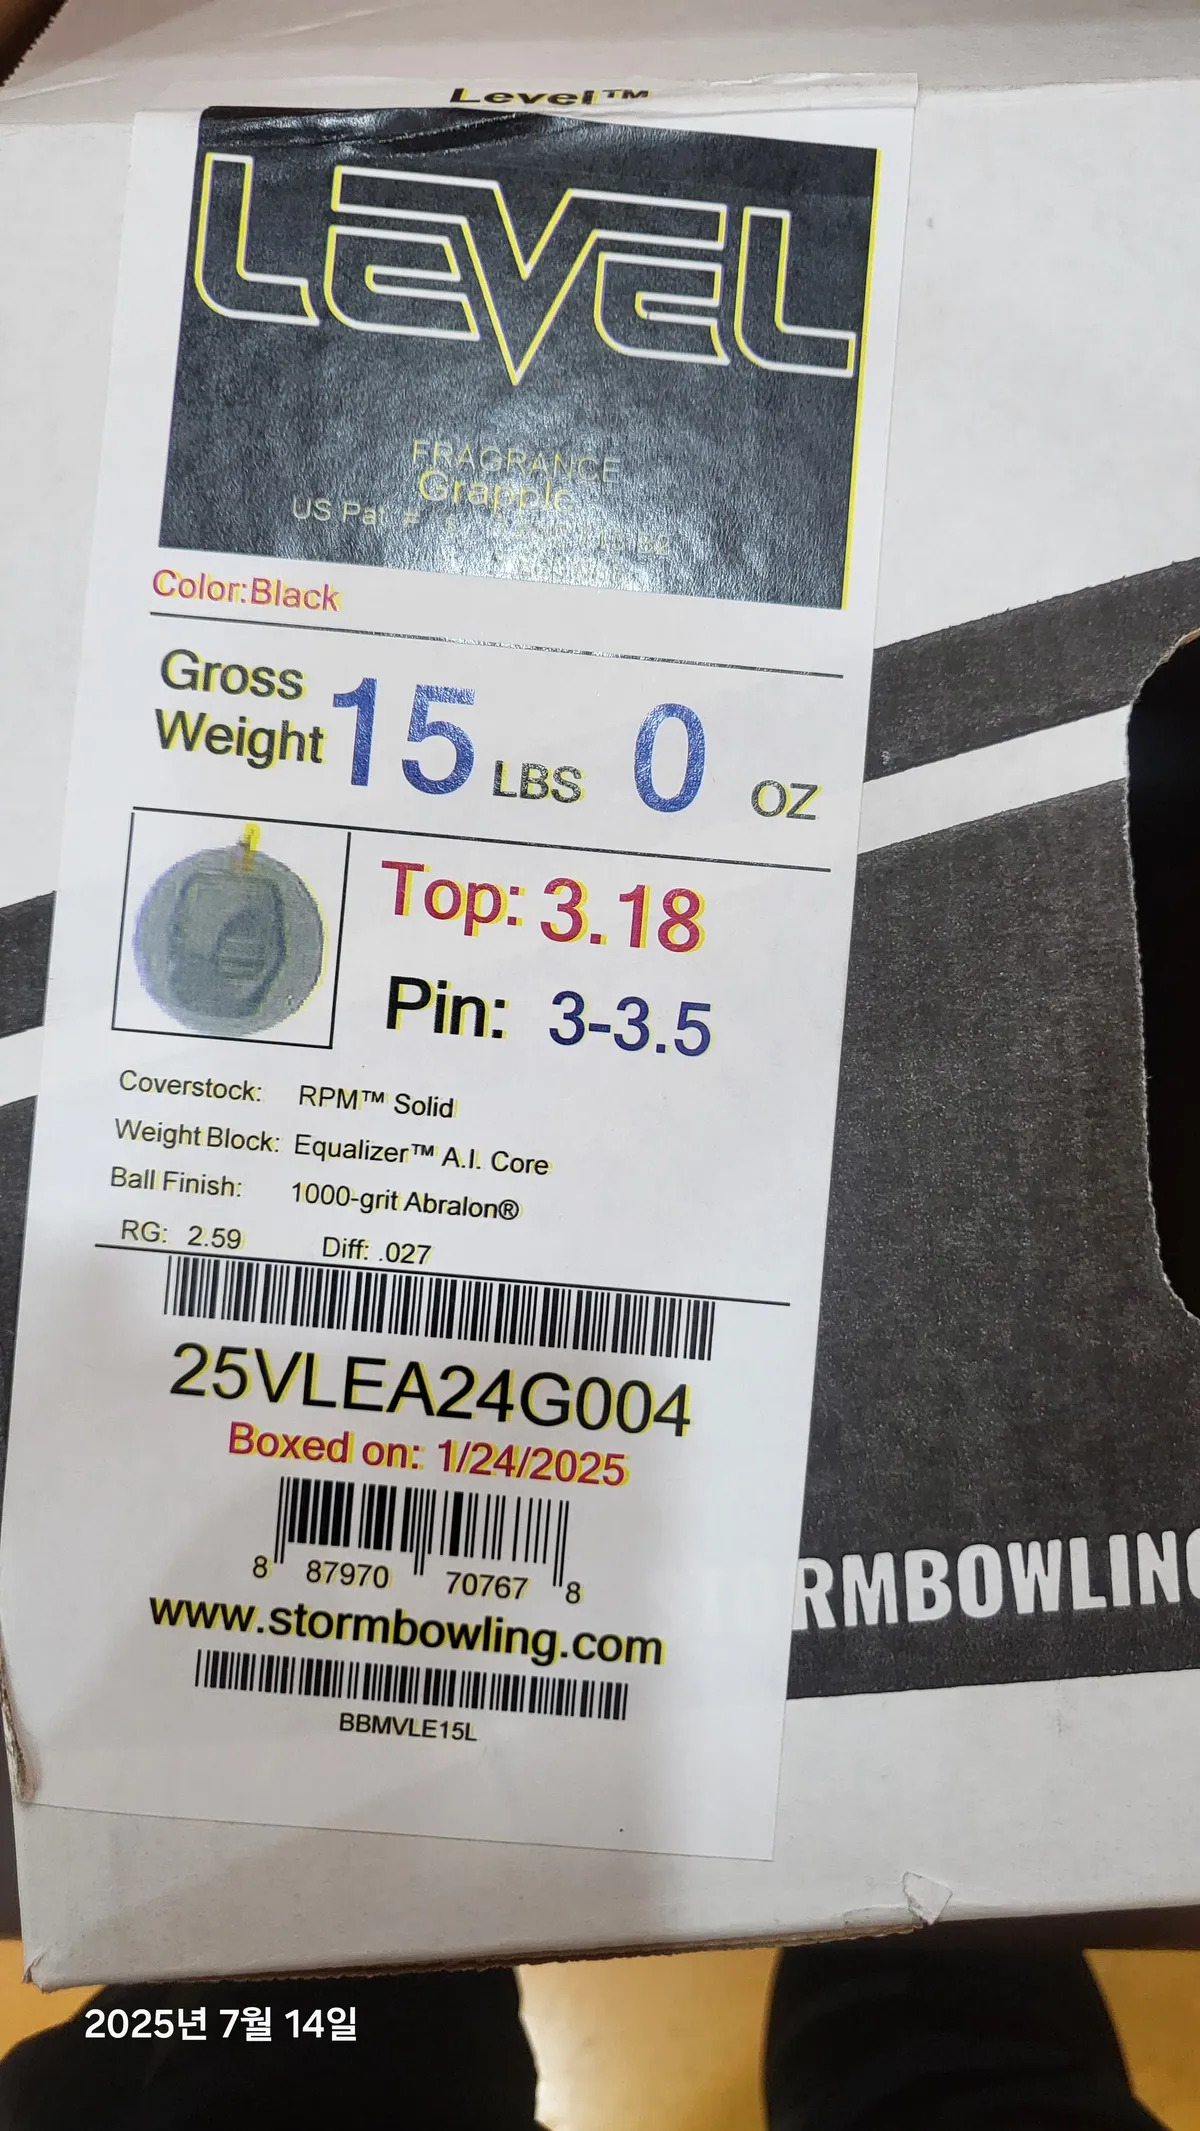 Level™
LEVEL
FRAGRANCE
Grapple
US Pat #
Color:Black
Gross
Weight 15 LBS 0 OZ
Top: 3.18
Pin: 3-3.5
Coverstock: RPM™ Solid
Weight Block: Equalizer™ A.I. Core
Ball Finish: 1000-grit Abralon®
RG: 2.59 Diff: .027
25VLEA24G004
Boxed on: 1/24/2025
8 87970 70767 8
www.stormbowling.com
BBMVLE15L
RMBOWLING
2025년 7월 14일